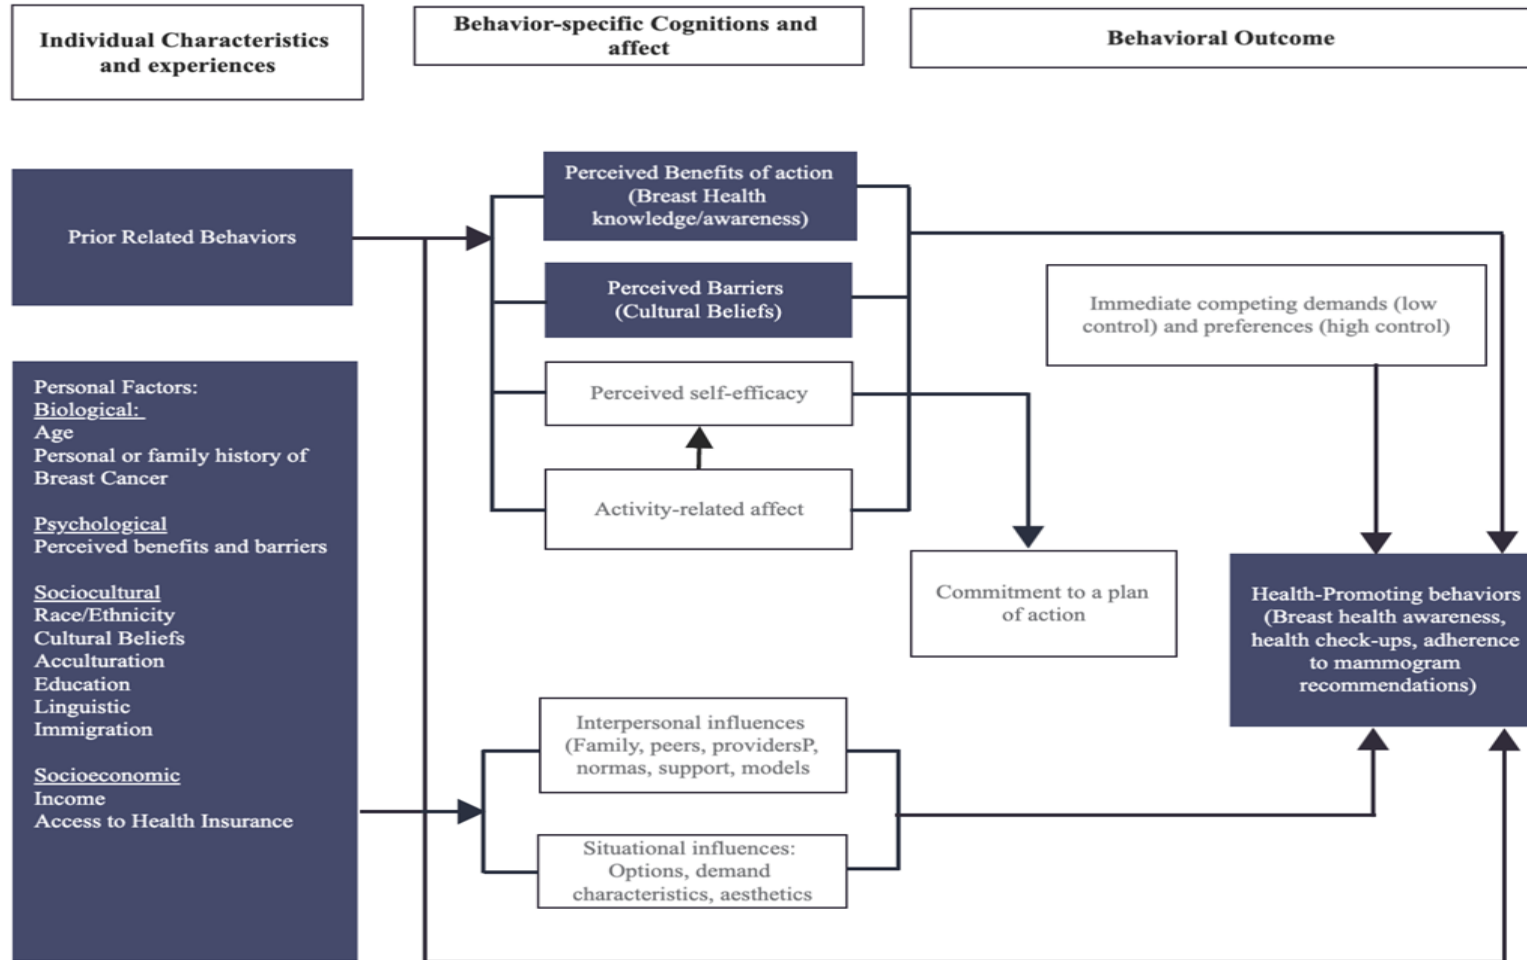 Individual Characteristics
and experiences
Behavior-specific Cognitions and
affect
Behavioral Outcome
Prior Related Behaviors
Personal Factors:
Biological:
Age
Personal or family history of
Breast Cancer
Psychological
Perceived benefits and barriers
Sociocultural
Race/Ethnicity
Cultural Beliefs
Acculturation
Education
Linguistic
Immigration
Socioeconomic
Income
Access to Health Insurance
Perceived Benefits of action
(Breast Health
knowledge/awareness)
Perceived Barriers
(Cultural Beliefs)
Perceived self-efficacy
Activity-related affect
Interpersonal influences
(Family, peers, providersP,
normas, support, models
Situational influences:
Options, demand
characteristics, aesthetics
Immediate competing demands (low
control) and preferences (high control)
Commitment to a plan
of action
Health-Promoting behaviors
(Breast health awareness,
health check-ups, adherence
to mammogram
recommendations)